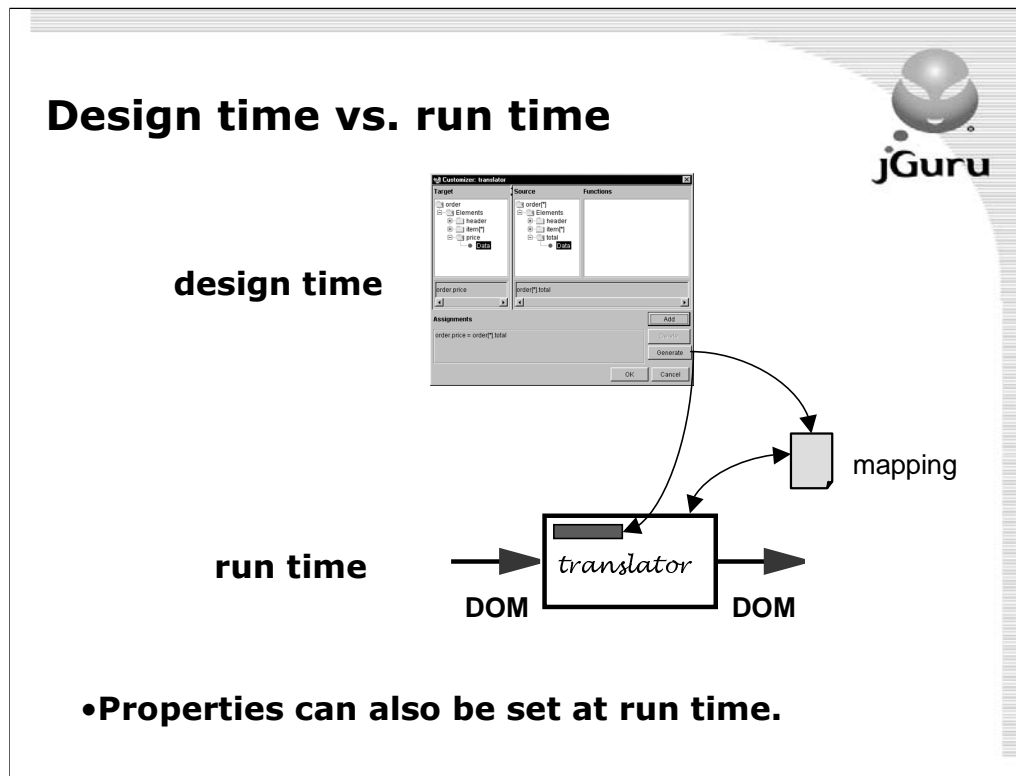 Design time vs. run time
jGuru
Customizer: translator
Target Source Functions
order order[*]
Elements Elements
header header
item[*] item[*]
price total
Data Data
design time
order.price order[*].total
Assignments Add
order.price = order[*].total
Generate
OK Cancel
mapping
run time
translator
DOM DOM
•Properties can also be set at run time.